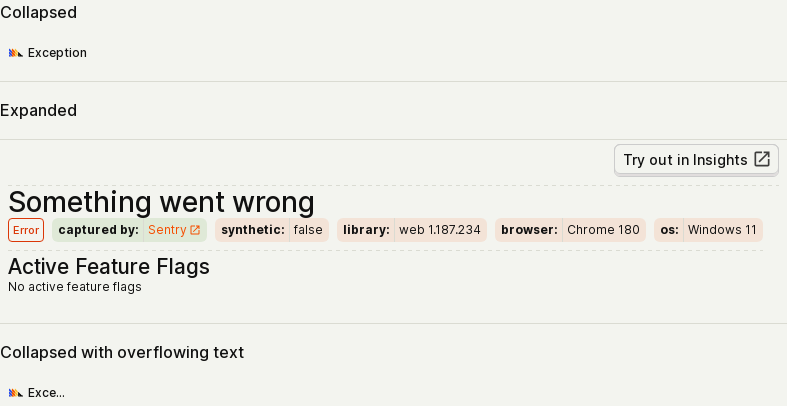 Collapsed
Exception
Expanded
Try out in Insights
Something went wrong
Error captured by: Sentry synthetic: false library: web 1.187.234 browser: Chrome 180 os: Windows 11
Active Feature Flags
No active feature flags
Collapsed with overflowing text
Exce...